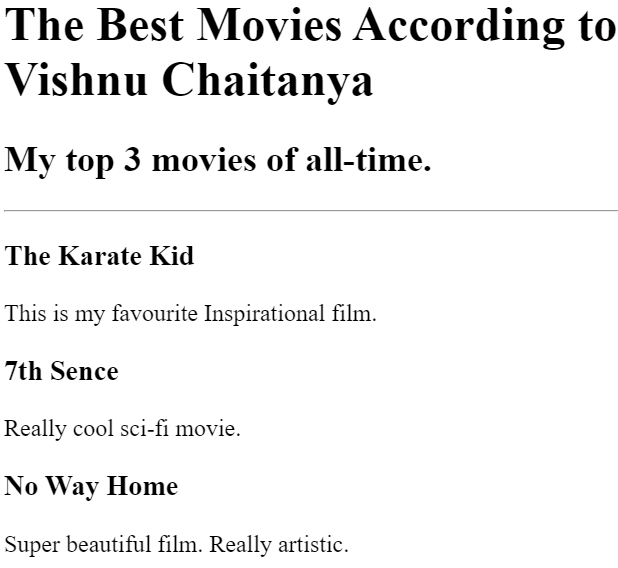 The Best Movies According to
Vishnu Chaitanya
My top 3 movies of all-time.
The Karate Kid
This is my favourite Inspirational film.
7th Sence
Really cool sci-fi movie.
No Way Home
Super beautiful film. Really artistic.